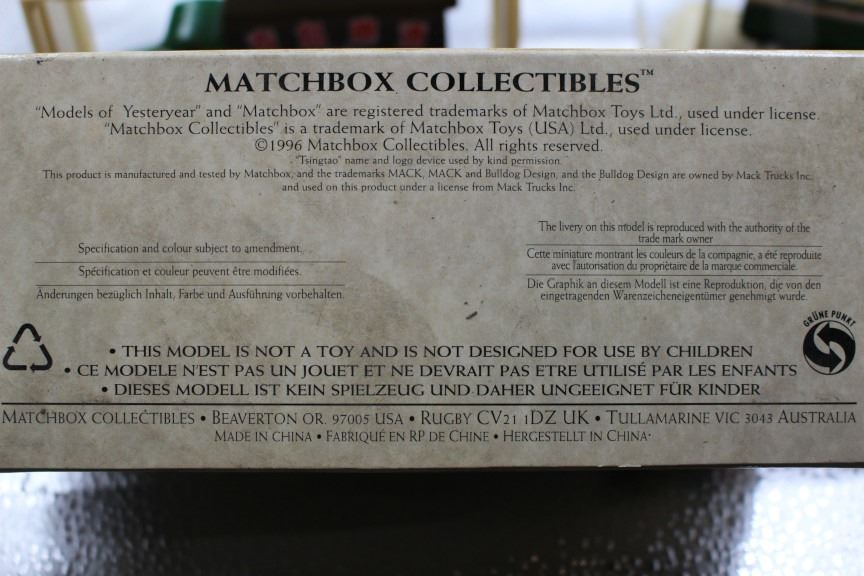 MATCHBOX COLLECTIBLES™
"Models of Yesteryear" and "Matchbox" are registered trademarks of Matchbox Toys Ltd., used under license.
"Matchbox Collectibles" is a trademark of Matchbox Toys (USA) Ltd., used under license.
©1996 Matchbox Collectibles. All rights reserved.
"Tsingtao" name and logo device used by kind permission.
This product is manufactured and tested by Matchbox, and the trademarks MACK, MACK and Bulldog Design, and the Bulldog Design are owned by Mack Trucks Inc.
and used on this product under a license from Mack Trucks Inc.
Specification and colour subject to amendment.
Spécification et couleur peuvent être modifiées.
Änderungen bezüglich Inhalt, Farbe und Ausführung vorbehalten.
The livery on this model is reproduced with the authority of the
trade mark owner
Cette miniature montrant les couleurs de la compagnie, a été reproduite
avec l'autorisation du propriètaire de la marque commerciale.
Die Graphik an diesem Modell ist eine Reproduktion, die von den
eingetragenden Warenzeicheneigentümer genehmigt wurde.
GRÜNE PUNKT
• THIS MODEL IS NOT A TOY AND IS NOT DESIGNED FOR USE BY CHILDREN
• CE MODELE N'EST PAS UN JOUET ET NE DEVRAIT PAS ETRE UTILISÉ PAR LES ENFANTS
• DIESES MODELL IST KEIN SPIELZEUG UND DAHER UNGEEIGNET FÜR KINDER
MATCHBOX COLLECTIBLES • BEAVERTON OR. 97005 USA • RUGBY CV21 1DZ UK • TULLAMARINE VIC 3043 AUSTRALIA
MADE IN CHINA • FABRIQUÉ EN RP DE CHINE • HERGESTELLT IN CHINA·